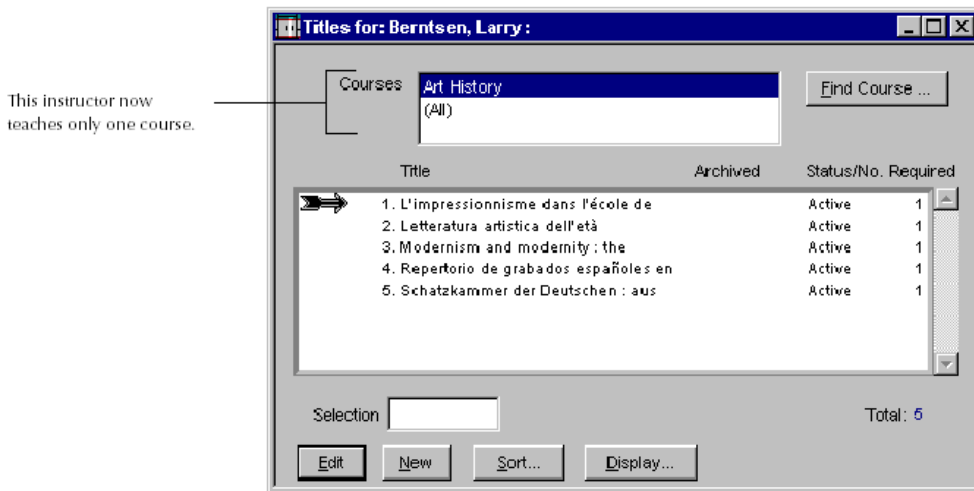 Titles for: Berntsen, Larry :
This instructor now
teaches only one course.
Courses
Art History
(All)
Find Course ...
Title Archived Status/No. Required
1. L'impressionnisme dans l'école de Active 1
2. Letteratura artistica dell'età Active 1
3. Modernism and modernity : the Active 1
4. Repertorio de grabados españoles en Active 1
5. Schatzkammer der Deutschen : aus Active 1
Selection Total: 5
Edit New Sort... Display...